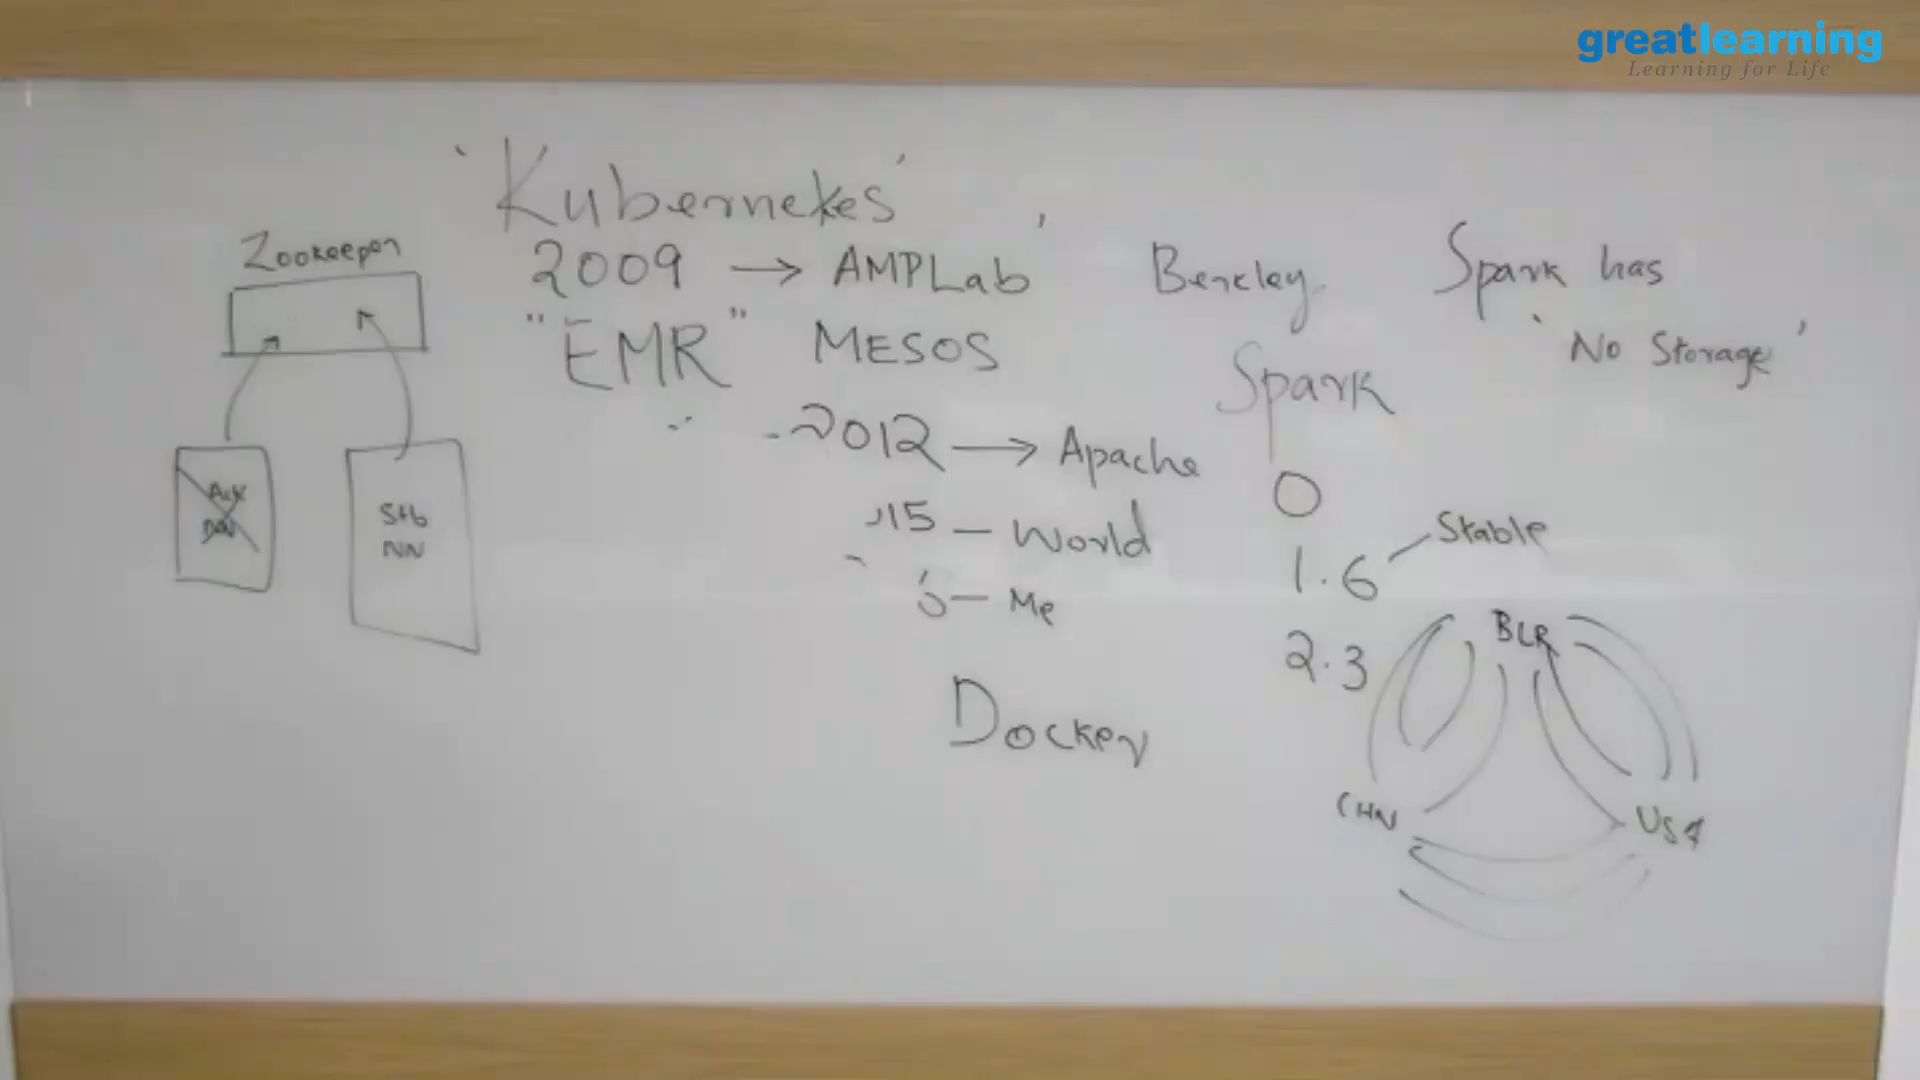 greatlearning
Learning for Life
'Kubernetes'
Zookeeper
2009 → AMPLab' Berkley
Spark has
'No Storage'
"EMR" MESOS
Spark
2012 → Apache
0
'15 - World
Stable
1.6
- Me
Stb
NN
BLR
2.3
Docker
CHN
USA